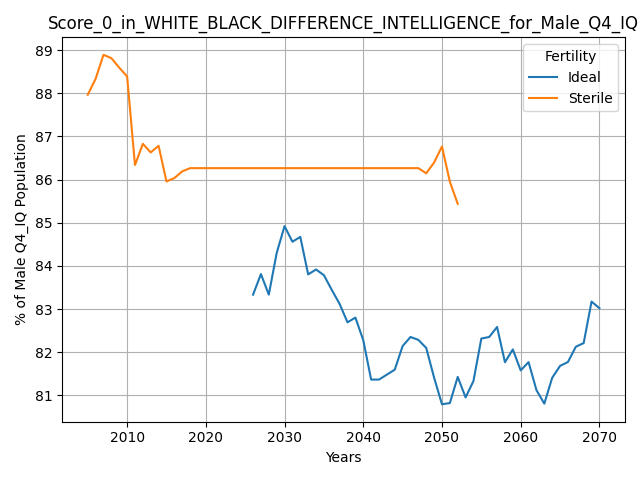 Score_0_in_WHITE_BLACK_DIFFERENCE_INTELLIGENCE_for_Male_Q4_IQ
Fertility
Ideal
Sterile
% of Male Q4_IQ Population
89
88
87
86
85
84
83
82
81
2010 2020 2030 2040 2050 2060 2070
Years